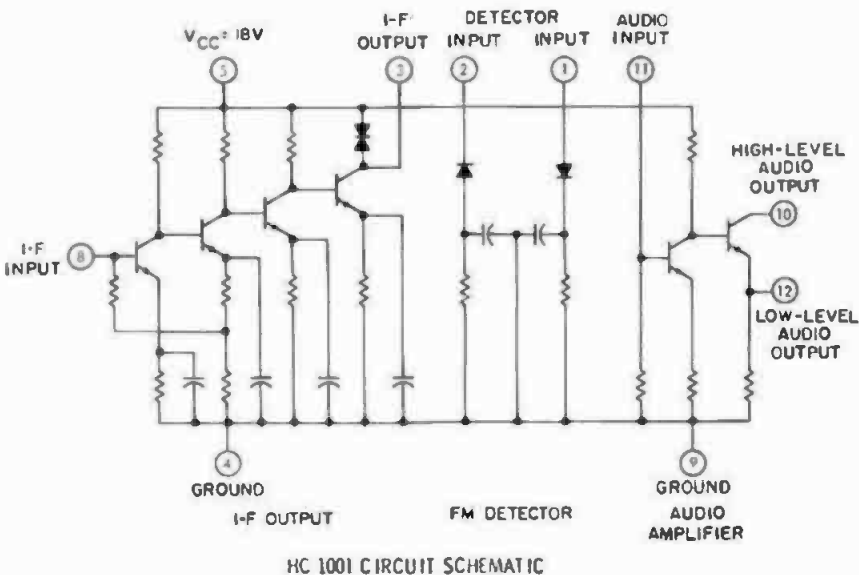 VCC = 18V
5
I-F
OUTPUT
3
DETECTOR
INPUT INPUT
2
1
AUDIO
INPUT
11
HIGH-LEVEL
AUDIO
OUTPUT
10
I-F
INPUT
8
12
LOW-LEVEL
AUDIO
OUTPUT
4
GROUND
9
GROUND
I-F OUTPUT
FM DETECTOR
AUDIO
AMPLIFIER
HC 1001 CIRCUIT SCHEMATIC